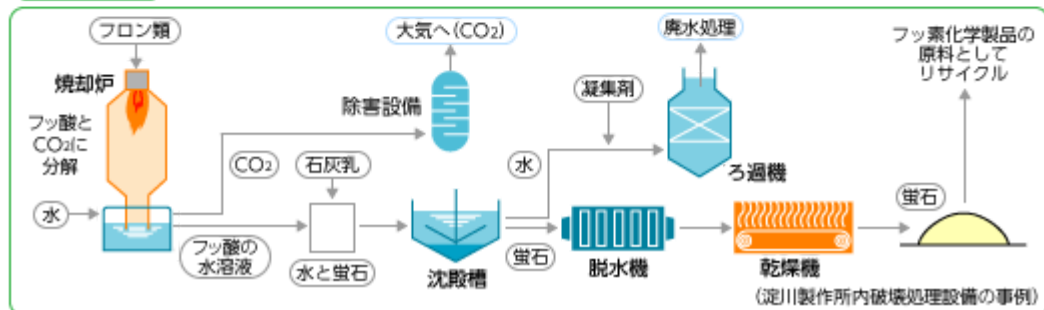 フロン類
焼却炉
フッ酸と
CO₂に
分解
水
CO₂
フッ酸の
水溶液
石灰乳
水と蛍石
大気へ(CO₂)
除害設備
沈殿槽
水
蛍石
凝集剤
廃水処理
ろ過機
脱水機
乾燥機
蛍石
フッ素化学製品の
原料として
リサイクル
(淀川製作所内破壊処理設備の事例)